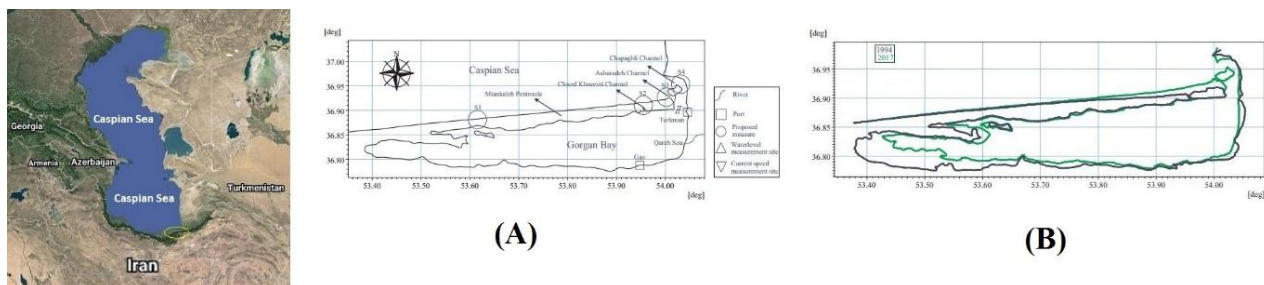 Caspian Sea
Georgia
Armenia
Azerbaijan
Caspian Sea
Turkmenistan
Iran
[deg]
37.00
36.95
36.90
36.85
36.80
53.40 53.50 53.60 53.70 53.80 53.90 54.00
[deg]
N
Caspian Sea
Chapaghli Channel
Ashuradeh Channel
Closed Khozeini Channel
Miankaleh Peninsula
S1
S2
S4
Turkman
Qareh Sou
Gorgan Bay
Gaz
River
Port
Proposed measure
Waterlevel measurement site
Current speed measurement site
(A)
[deg]
1994
2017
36.95
36.90
36.85
36.80
53.40 53.50 53.60 53.70 53.80 53.90 54.00
[deg]
(B)